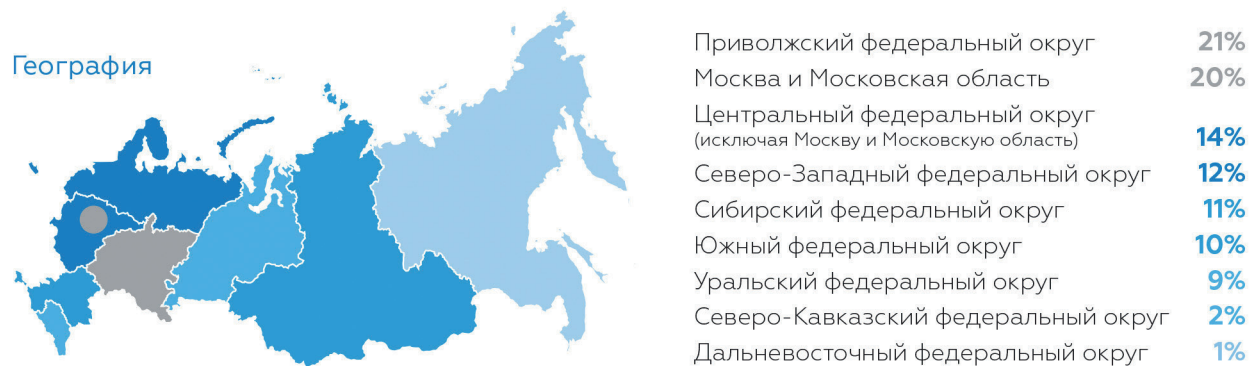 География
Приволжский федеральный округ 21%
Москва и Московская область 20%
Центральный федеральный округ
(исключая Москву и Московскую область) 14%
Северо-Западный федеральный округ 12%
Сибирский федеральный округ 11%
Южный федеральный округ 10%
Уральский федеральный округ 9%
Северо-Кавказский федеральный округ 2%
Дальневосточный федеральный округ 1%